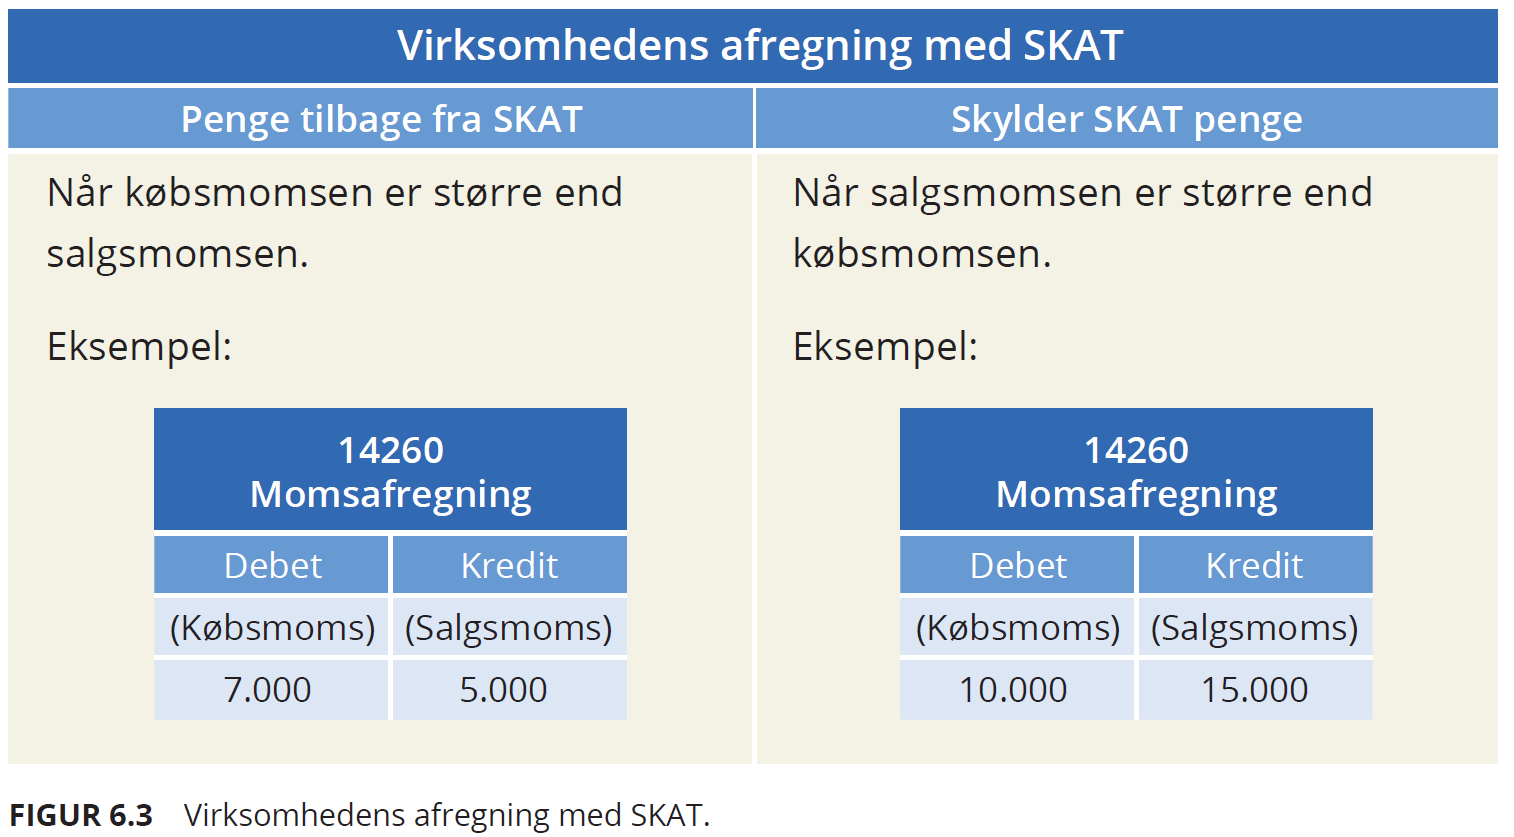 Virksomhedens afregning med SKAT
Penge tilbage fra SKAT
Skylder SKAT penge
Når købsmomsen er større end
salgsmomsen.
Eksempel:
14260
Momsafregning
Debet
Kredit
(Købsmoms)
(Salgsmoms)
7.000
5.000
Når salgsmomsen er større end
købsmomsen.
Eksempel:
14260
Momsafregning
Debet
Kredit
(Købsmoms)
(Salgsmoms)
10.000
15.000
FIGUR 6.3 Virksomhedens afregning med SKAT.